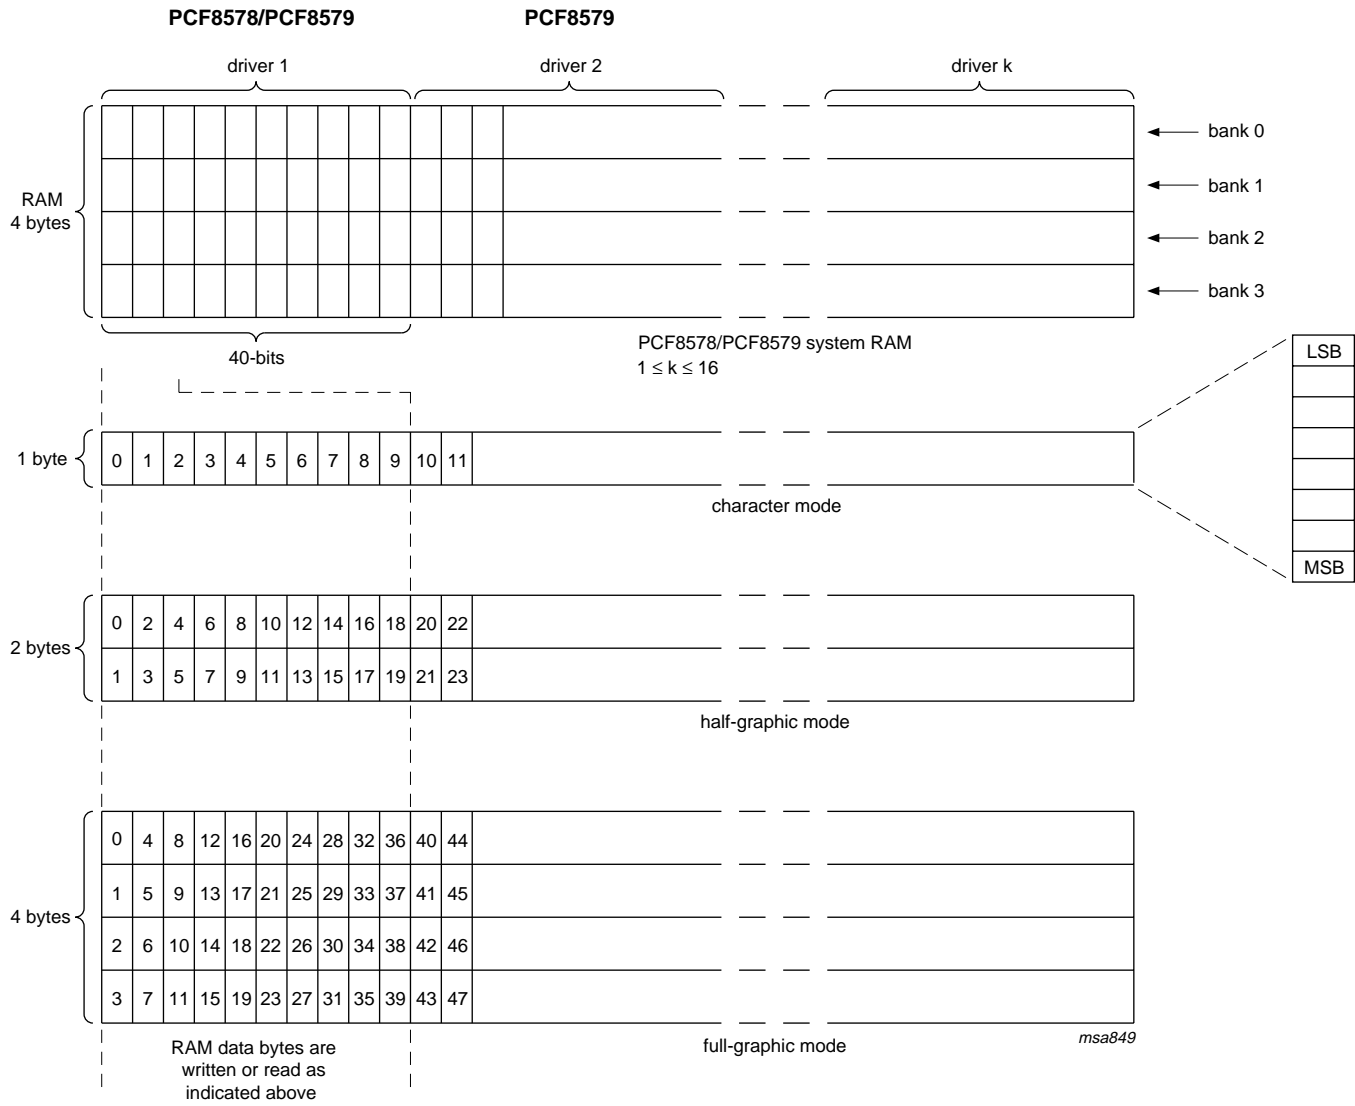 PCF8578/PCF8579 PCF8579
driver 1 driver 2 driver k
bank 0
bank 1
RAM
4 bytes
bank 2
bank 3
40-bits
PCF8578/PCF8579 system RAM
1 ≤ k ≤ 16
LSB
MSB
1 byte 0 1 2 3 4 5 6 7 8 9 10 11
character mode
0 2 4 6 8 10 12 14 16 18 20 22
2 bytes
1 3 5 7 9 11 13 15 17 19 21 23
half-graphic mode
0 4 8 12 16 20 24 28 32 36 40 44
1 5 9 13 17 21 25 29 33 37 41 45
4 bytes
2 6 10 14 18 22 26 30 34 38 42 46
3 7 11 15 19 23 27 31 35 39 43 47
full-graphic mode
msa849
RAM data bytes are
written or read as
indicated above